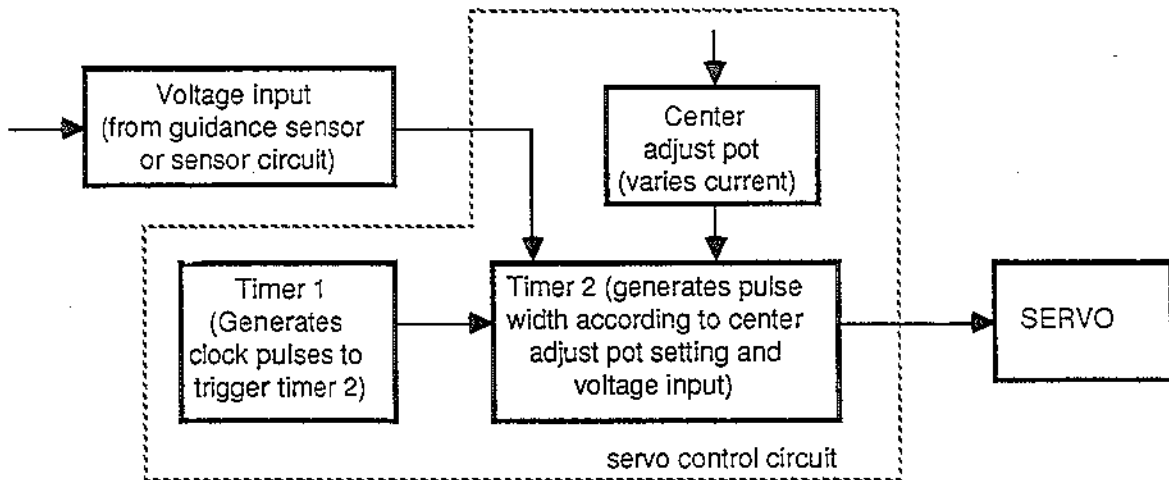 Voltage input
(from guidance sensor
or sensor circuit)
Center
adjust pot
(varies current)
Timer 1
(Generates
clock pulses to
trigger timer 2)
Timer 2 (generates pulse
width according to center
adjust pot setting and
voltage input)
SERVO
servo control circuit